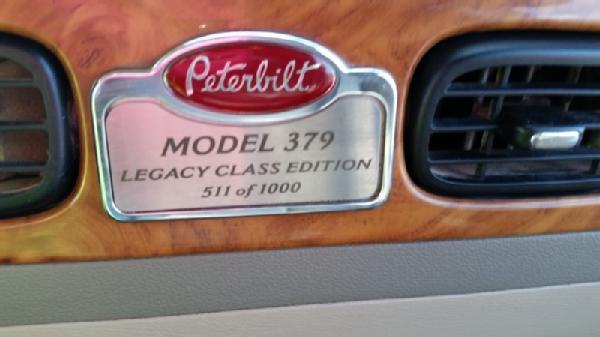 Peterbilt
MODEL 379
LEGACY CLASS EDITION
511 of 1000